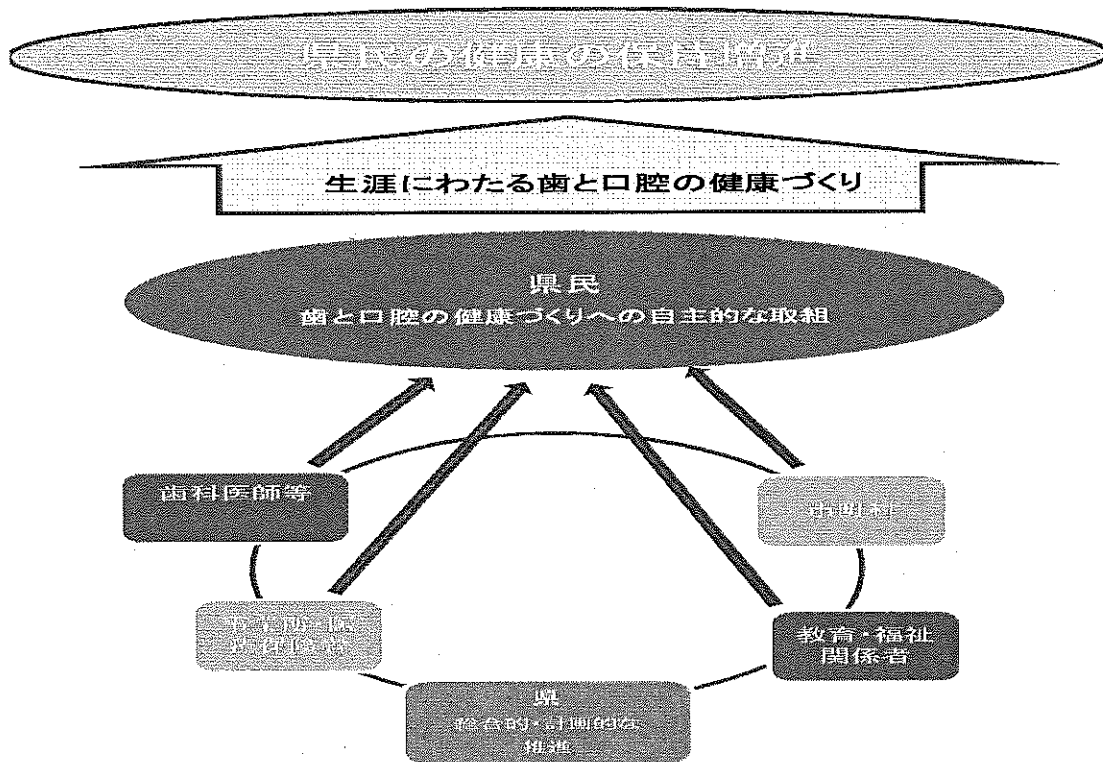 県民の健康の保持増進
生涯にわたる歯と口腔の健康づくり
県民
歯と口腔の健康づくりへの自主的な取組
歯科医師等
市町村
教育・福祉
関係者
県
総合的・計画的な
推進